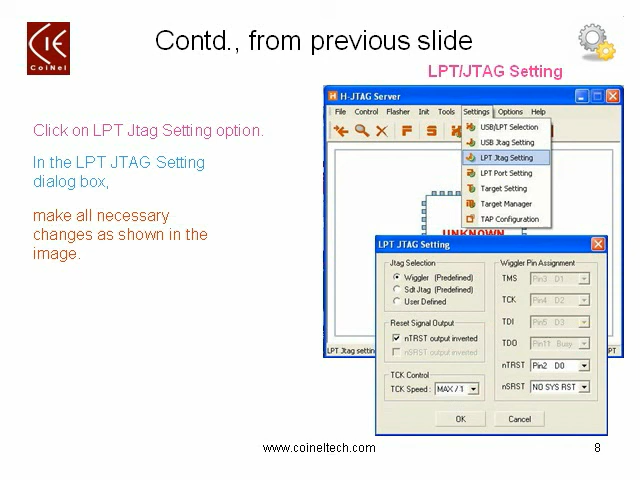 CoiNel
Contd., from previous slide
LPT/JTAG Setting
Click on LPT Jtag Setting option.
In the LPT JTAG Setting
dialog box,
make all necessary
changes as shown in the
image.
H-JTAG Server
File Control Flasher Init Tools Settings Options Help
USB/LPT Selection
USB Jtag Setting
LPT Jtag Setting
LPT Port Setting
Target Setting
Target Manager
TAP Configuration
UNKNOWN
LPT Jtag settin
PT
LPT JTAG Setting
Jtag Selection
Wiggler (Predefined)
Sdt Jtag (Predefined)
User Defined
Reset Signal Output
nTRST output inverted
nSRST output inverted
TCK Control
TCK Speed : MAX / 1
Wiggler Pin Assignment
TMS Pin3 D1
TCK Pin4 D2
TDI Pin5 D3
TDO Pin11 Busy
nTRST Pin2 D0
nSRST NO SYS RST
OK Cancel
www.coineltech.com
8